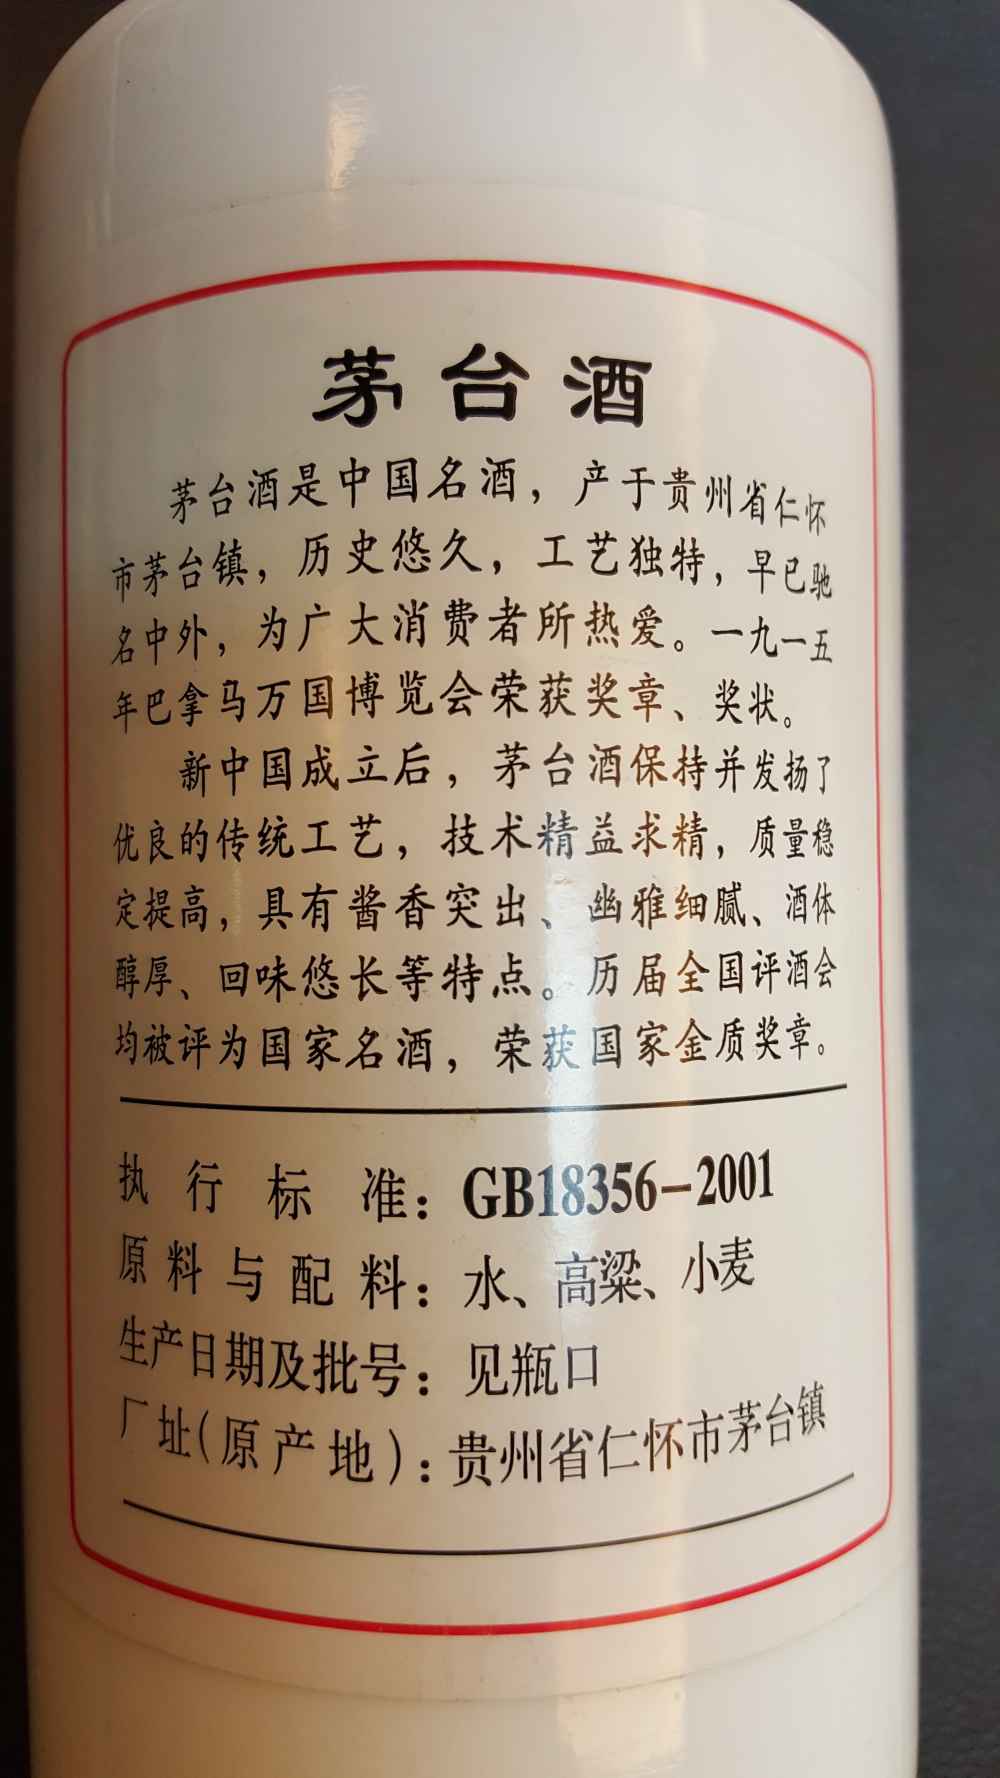 茅台酒
茅台酒是中国名酒，产于贵州省仁怀
市茅台镇，历史悠久，工艺独特，早已驰
名中外，为广大消费者所热爱。一九一五
年巴拿马万国博览会荣获奖章、奖状。
新中国成立后，茅台酒保持并发扬了
优良的传统工艺，技术精益求精，质量稳
定提高，具有酱香突出、幽雅细腻、酒体
醇厚、回味悠长等特点。历届全国评酒会
均被评为国家名酒，荣获国家金质奖章。
执行标准：GB18356-2001
原料与配料：水、高粱、小麦
生产日期及批号：见瓶口
厂址(原产地)：贵州省仁怀市茅台镇